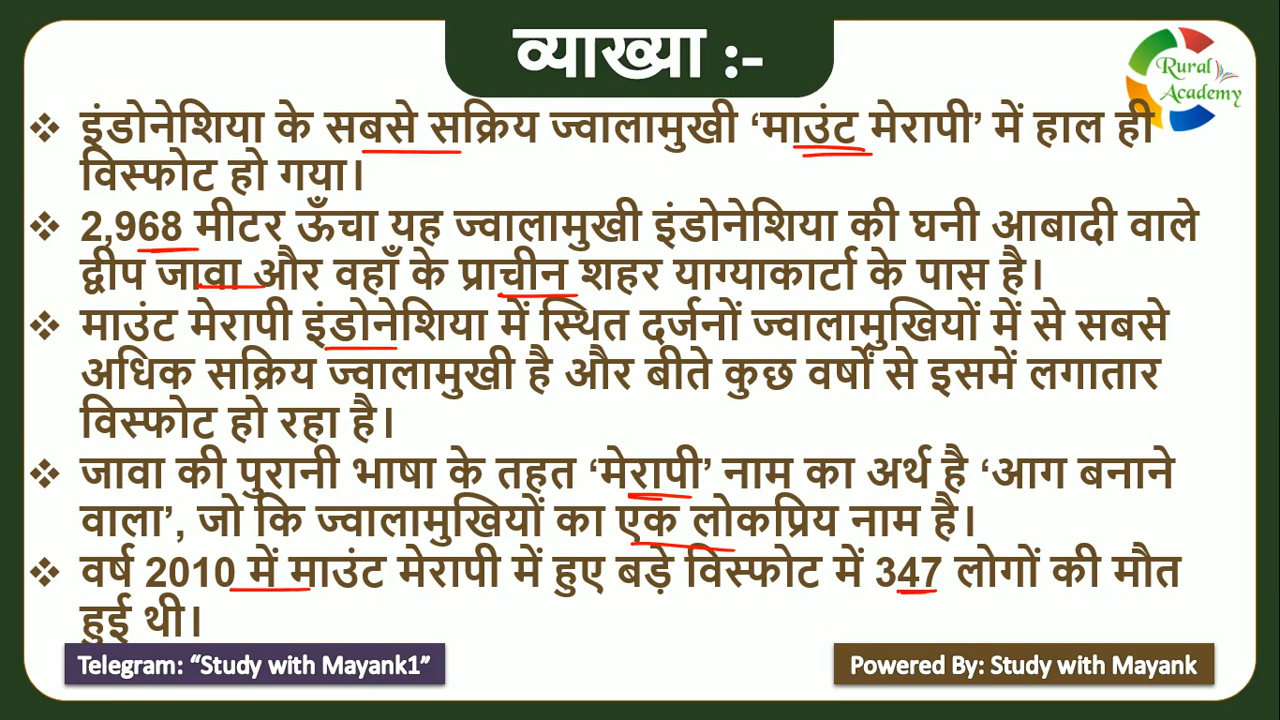 व्याख्या :-
Rural
Academy
❖ इंडोनेशिया के सबसे सक्रिय ज्वालामुखी ‘माउंट मेरापी’ में हाल ही
विस्फोट हो गया।
❖ 2,968 मीटर ऊँचा यह ज्वालामुखी इंडोनेशिया की घनी आबादी वाले
द्वीप जावा और वहाँ के प्राचीन शहर याग्याकार्टा के पास है।
❖ माउंट मेरापी इंडोनेशिया में स्थित दर्जनों ज्वालामुखियों में से सबसे
अधिक सक्रिय ज्वालामुखी है और बीते कुछ वर्षों से इसमें लगातार
विस्फोट हो रहा है।
❖ जावा की पुरानी भाषा के तहत ‘मेरापी’ नाम का अर्थ है ‘आग बनाने
वाला’, जो कि ज्वालामुखियों का एक लोकप्रिय नाम है।
❖ वर्ष 2010 में माउंट मेरापी में हुए बड़े विस्फोट में 347 लोगों की मौत
हुई थी।
Telegram: “Study with Mayank1”
Powered By: Study with Mayank